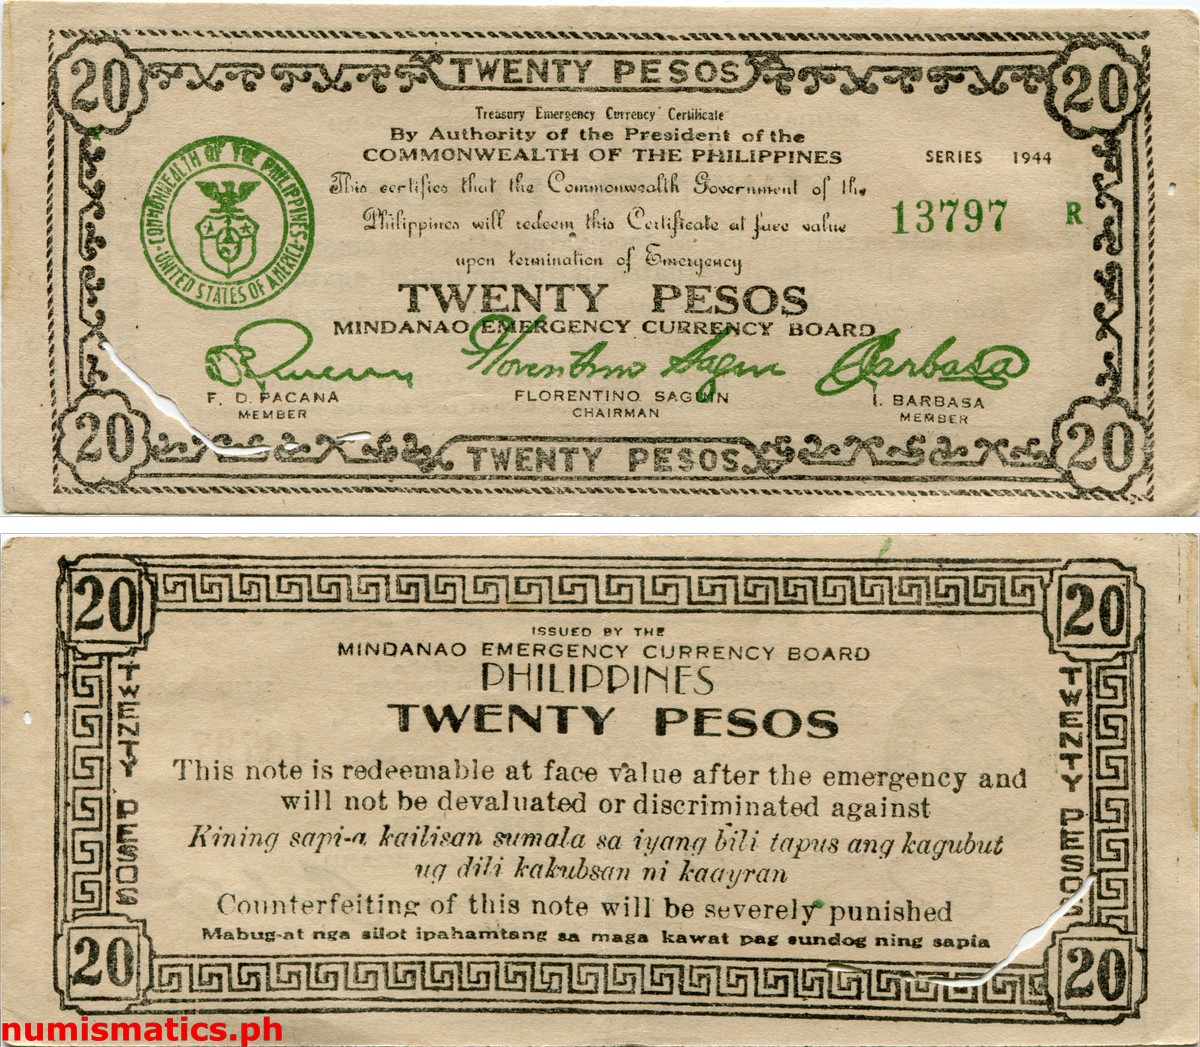 TWENTY PESOS
20 20
Treasury Emergency Currency Certificate
By Authority of the President of the
COMMONWEALTH OF THE PHILIPPINES
SERIES 1944
COMMONWEALTH OF THE PHILIPPINES
UNITED STATES OF AMERICA
This certifies that the Commonwealth Government of the
Philippines will redeem this Certificate at face value
upon termination of Emergency
13797 R
TWENTY PESOS
MINDANAO EMERGENCY CURRENCY BOARD
Florentino Saguin Barbasa
F. D. PACANA FLORENTINO SAGUIN I. BARBASA
MEMBER CHAIRMAN MEMBER
20 20
TWENTY PESOS
20 20
ISSUED BY THE
MINDANAO EMERGENCY CURRENCY BOARD
PHILIPPINES
TWENTY PESOS
TWENTY PESOS
TWENTY PESOS
This note is redeemable at face value after the emergency and
will not be devaluated or discriminated against
Kining sapi-a kailisan sumala sa iyang bili tapus ang kagubut
ug dili kakubsan ni kaayran
Counterfeiting of this note will be severely punished
Mabug-at nga silot ipahamtang sa maga kawat pag sundog ning sapia
20 20
numismatics.ph